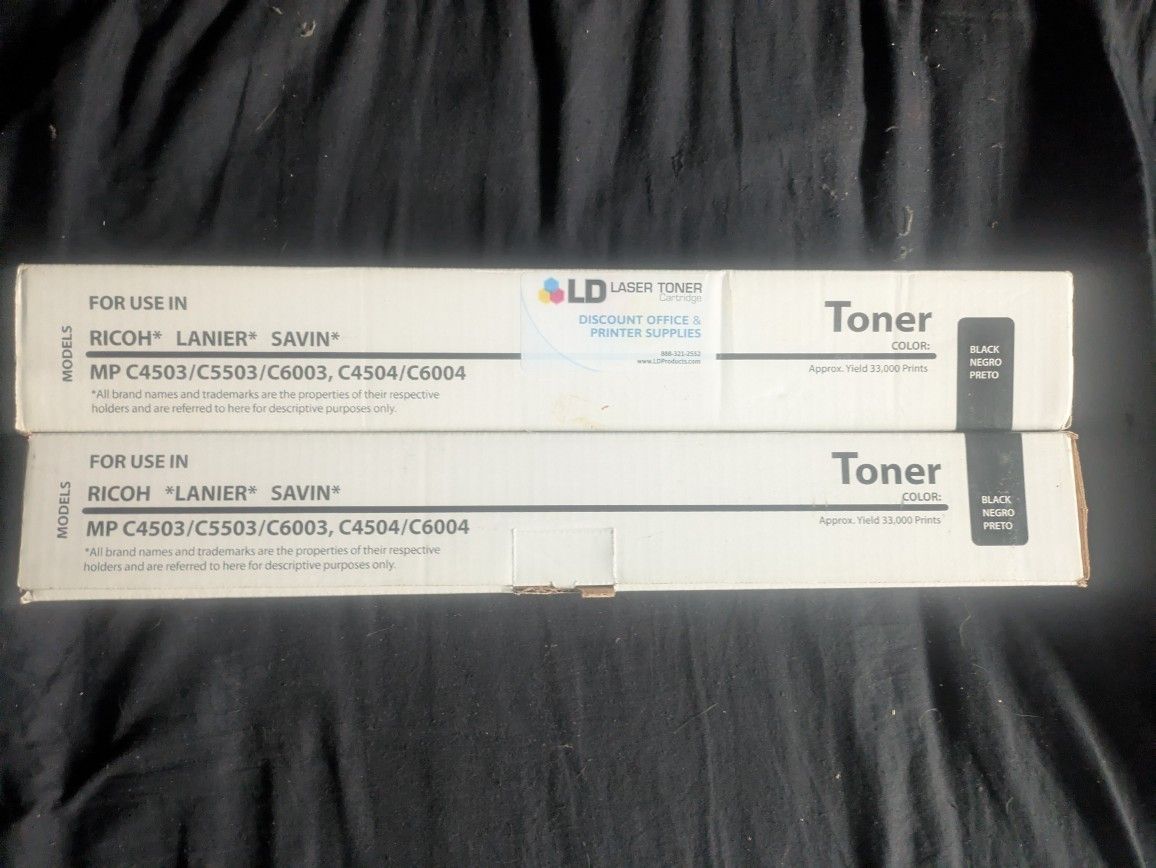 MODELS
FOR USE IN
RICOH* LANIER* SAVIN*
MP C4503/C5503/C6003, C4504/C6004
*All brand names and trademarks are the properties of their respective
holders and are referred to here for descriptive purposes only.
LD LASER TONER
Cartridge
DISCOUNT OFFICE &
PRINTER SUPPLIES
888-321-2552
www.LDProducts.com
Toner
COLOR:
Approx. Yield 33,000 Prints
BLACK
NEGRO
PRETO
MODELS
FOR USE IN
RICOH *LANIER* SAVIN*
MP C4503/C5503/C6003, C4504/C6004
*All brand names and trademarks are the properties of their respective
holders and are referred to here for descriptive purposes only.
Toner
COLOR:
Approx. Yield 33,000 Prints
BLACK
NEGRO
PRETO